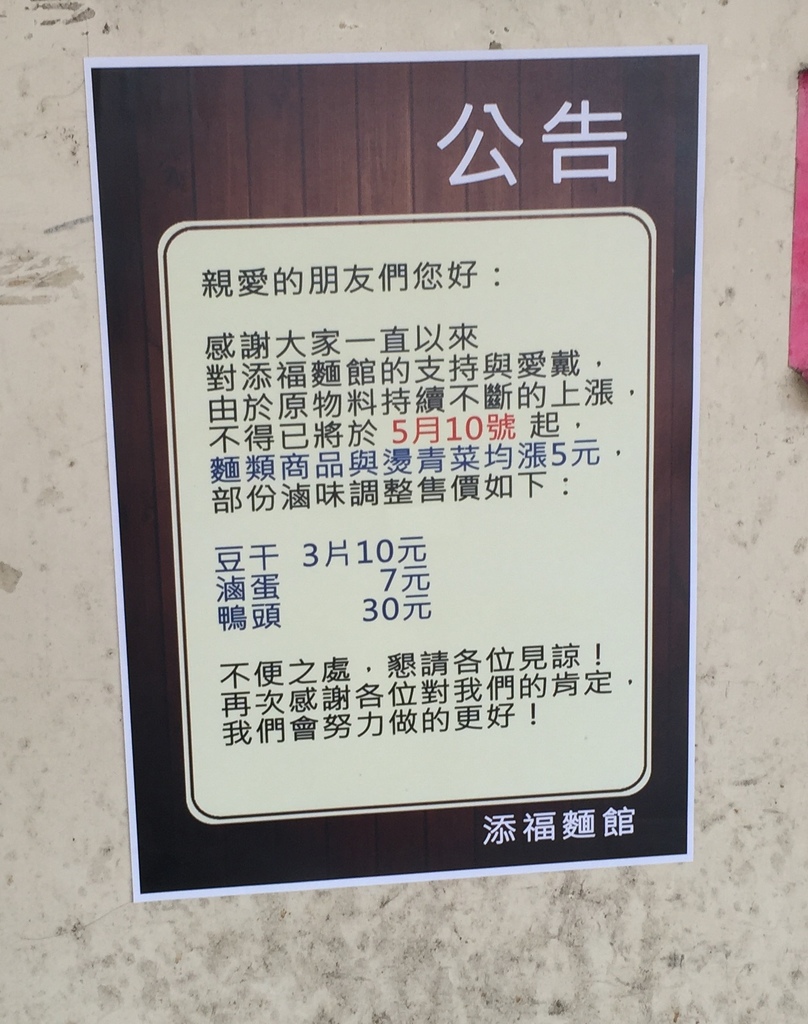 公告
親愛的朋友們您好：
感謝大家一直以來
對添福麵館的支持與愛戴，
由於原物料持續不斷的上漲，
不得已將於 5月10號 起，
麵類商品與燙青菜均漲5元，
部份滷味調整售價如下：
豆干 3片10元
滷蛋 7元
鴨頭 30元
不便之處，懇請各位見諒！
再次感謝各位對我們的肯定，
我們會努力做的更好！
添福麵館